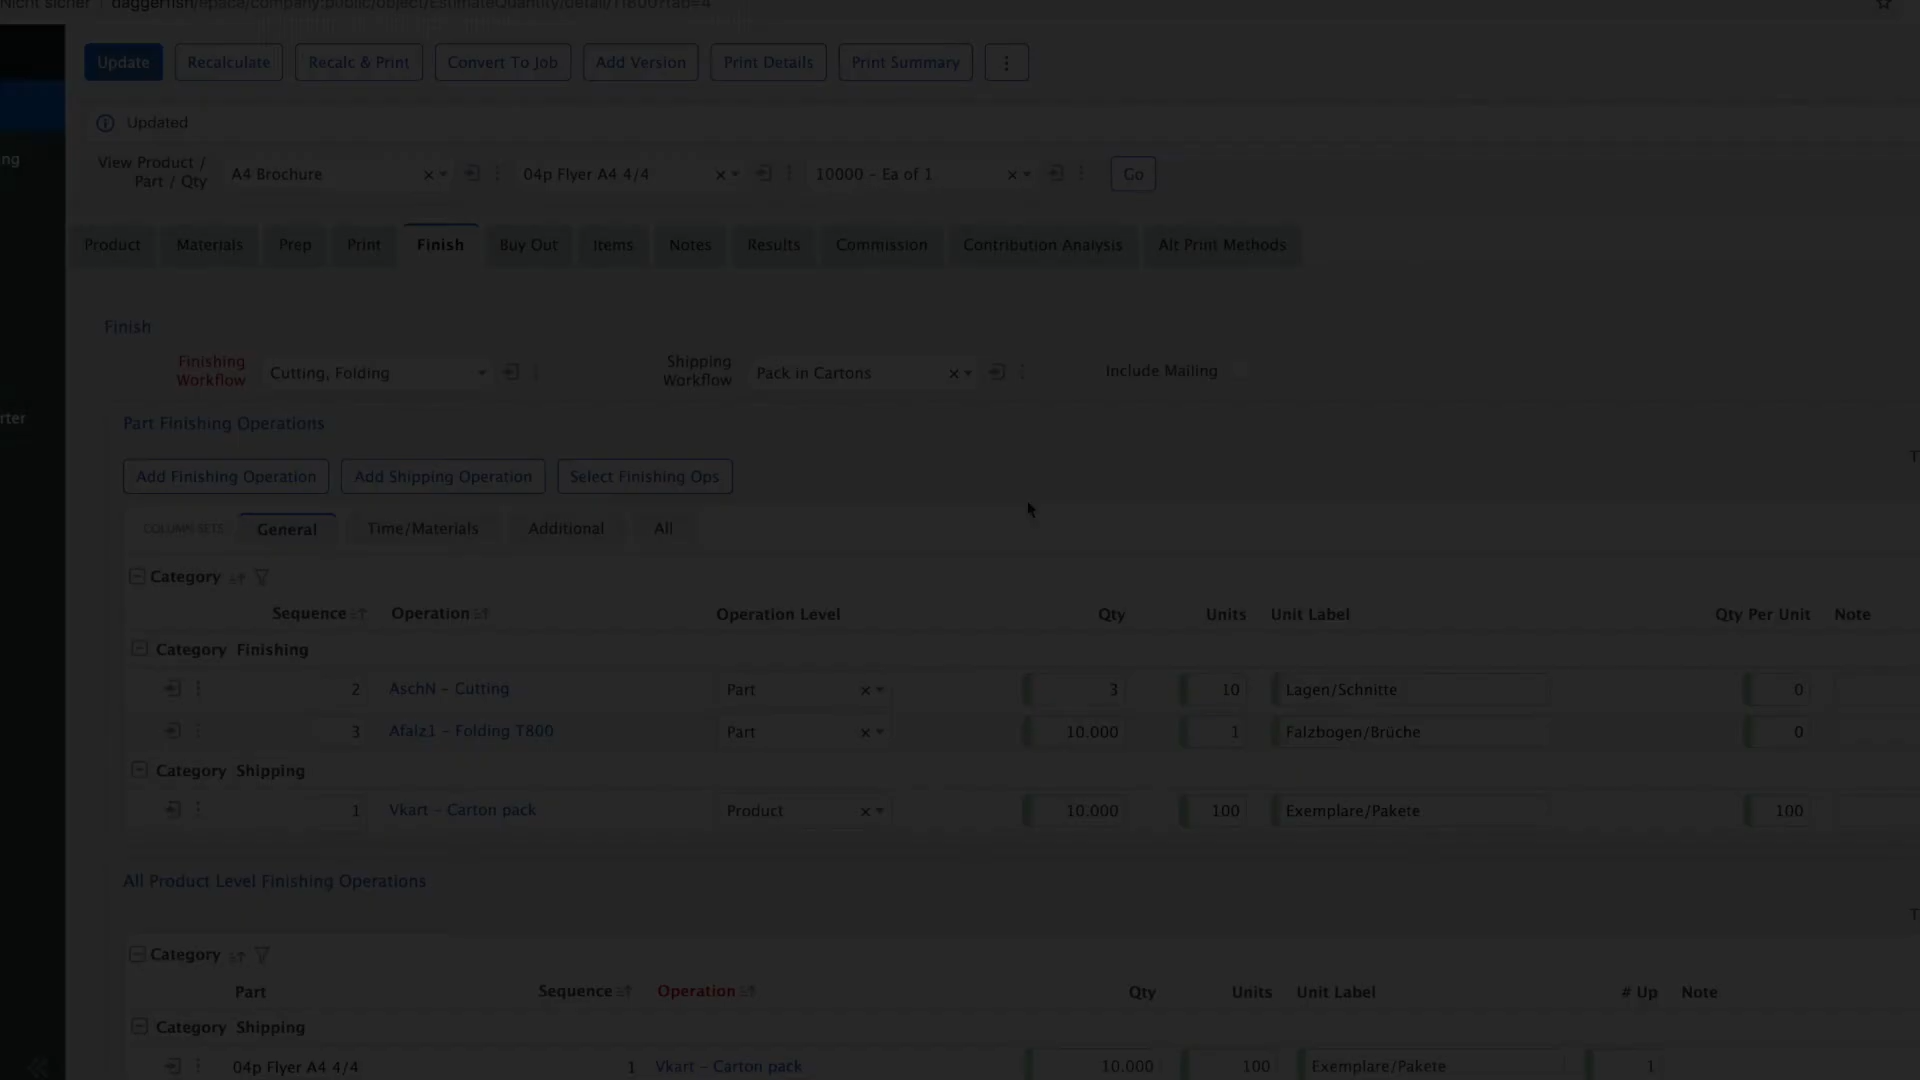 Nicht sicher | daggerfish/epace/company:public/object/EstimateQuantity/detail/11800?tab=4
Update Recalculate Recalc & Print Convert To Job Add Version Print Details Print Summary
Updated
View Product / Part / Qty A4 Brochure 04p Flyer A4 4/4 10000 - Ea of 1 Go
ng
Product Materials Prep Print Finish Buy Out Items Notes Results Commission Contribution Analysis Alt Print Methods
Finish
Finishing Workflow Cutting, Folding Shipping Workflow Pack in Cartons Include Mailing
rter
Part Finishing Operations
T
Add Finishing Operation Add Shipping Operation Select Finishing Ops
COLUMN SETS General Time/Materials Additional All
Category
Sequence Operation Operation Level Qty Units Unit Label Qty Per Unit Note
Category Finishing
2 AschN - Cutting Part 3 10 Lagen/Schnitte 0
3 Afalz1 - Folding T800 Part 10.000 1 Falzbogen/Brüche 0
Category Shipping
1 Vkart - Carton pack Product 10.000 100 Exemplare/Pakete 100
All Product Level Finishing Operations
T
Category
Part Sequence Operation Qty Units Unit Label # Up Note
Category Shipping
04p Flyer A4 4/4 1 Vkart - Carton pack 10.000 100 Exemplare/Pakete 1